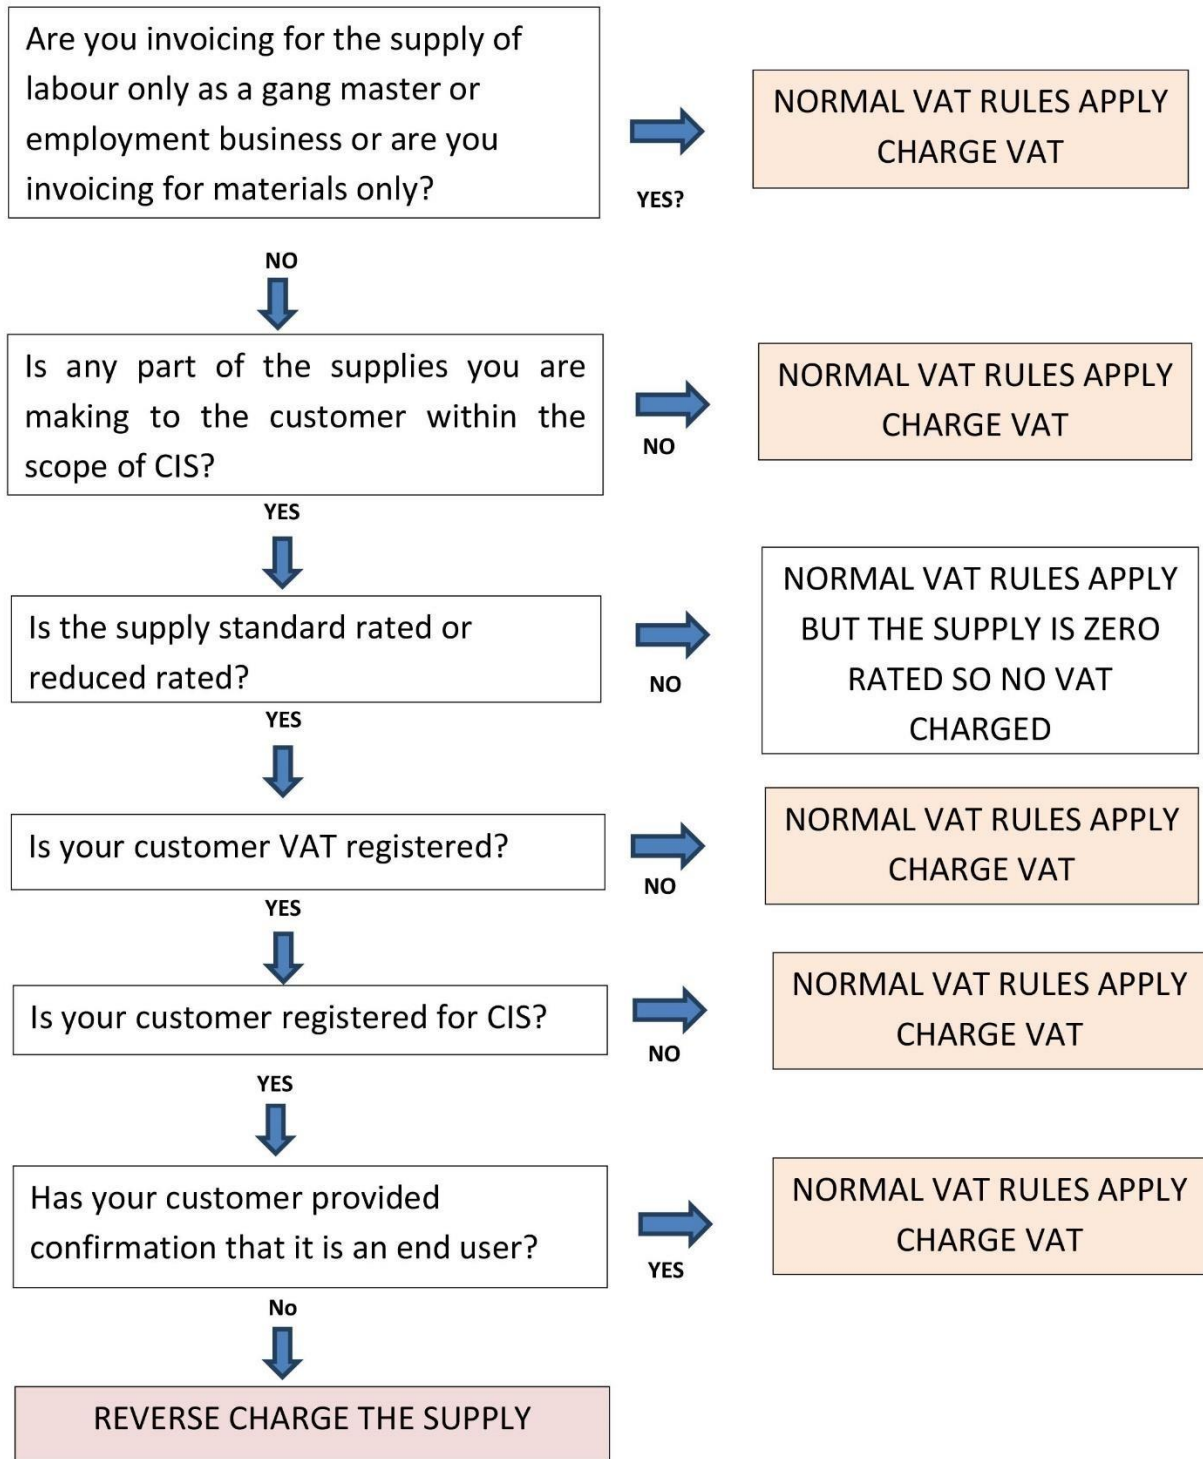 Are you invoicing for the supply of
labour only as a gang master or
employment business or are you
invoicing for materials only?
YES?
NORMAL VAT RULES APPLY
CHARGE VAT
NO
Is any part of the supplies you are
making to the customer within the
scope of CIS?
NO
NORMAL VAT RULES APPLY
CHARGE VAT
YES
Is the supply standard rated or
reduced rated?
NO
NORMAL VAT RULES APPLY
BUT THE SUPPLY IS ZERO
RATED SO NO VAT
CHARGED
YES
Is your customer VAT registered?
NO
NORMAL VAT RULES APPLY
CHARGE VAT
YES
Is your customer registered for CIS?
NO
NORMAL VAT RULES APPLY
CHARGE VAT
YES
Has your customer provided
confirmation that it is an end user?
YES
NORMAL VAT RULES APPLY
CHARGE VAT
No
REVERSE CHARGE THE SUPPLY